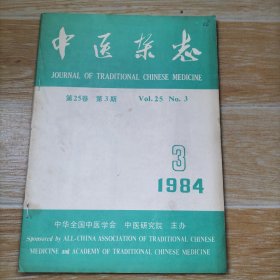 中医杂志
JOURNAL OF TRADITIONAL CHINESE MEDICINE
第25卷 第3期 Vol. 25 No. 3
3
1984
中华全国中医学会 中医研究院 主办
Sponsored by ALL-CHINA ASSOCIATION OF TRADITIONAL CHINESE
MEDICINE and ACADEMY OF TRADITIONAL CHINESE MEDICINE